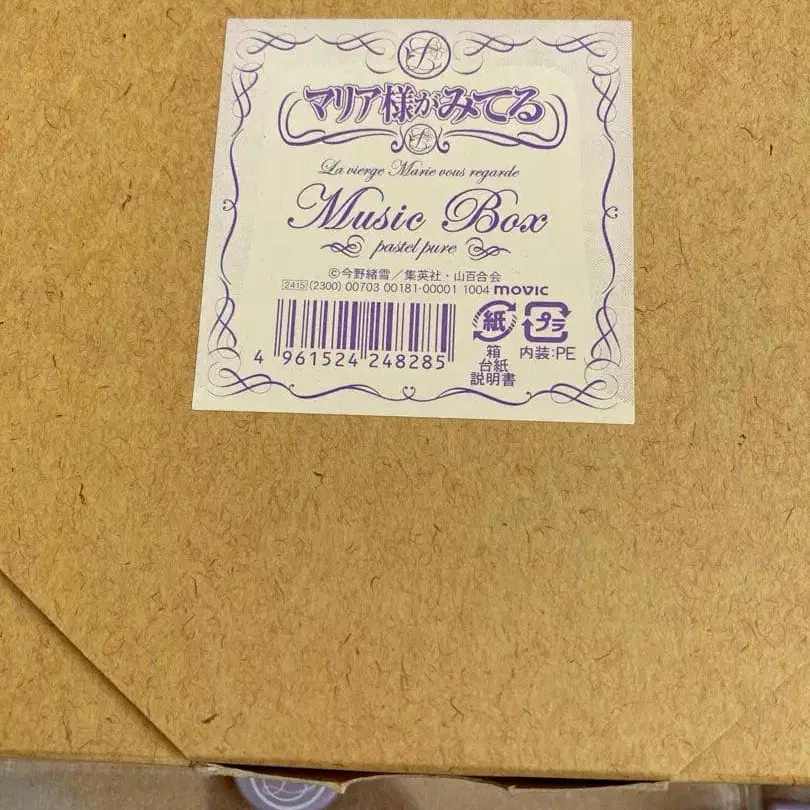 マリア様がみてる
La vierge Marie vous regarde
Music Box
pastel pure
©今野緒雪／集英社・山百合会
2415 (2300) 00703 00181-00001 1004 movic
4 961524 248285
紙 プラ
箱 内装:PE
台紙
説明書